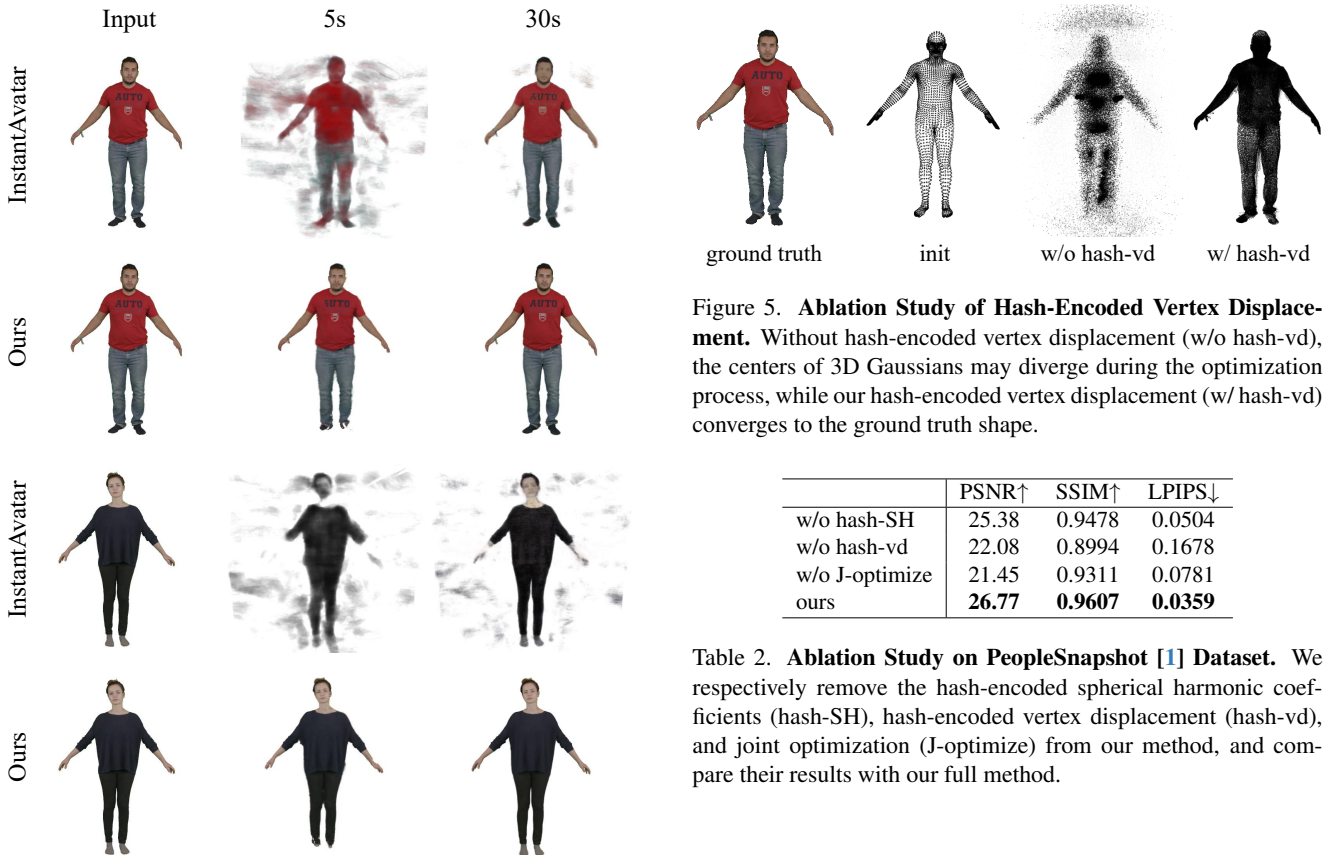 Input 5s 30s
InstantAvatar
AUTO AUTO
Ours
AUTO AUTO AUTO
InstantAvatar
Ours
AUTO
ground truth init w/o hash-vd w/ hash-vd
Figure 5. Ablation Study of Hash-Encoded Vertex Displace-
ment. Without hash-encoded vertex displacement (w/o hash-vd),
the centers of 3D Gaussians may diverge during the optimization
process, while our hash-encoded vertex displacement (w/ hash-vd)
converges to the ground truth shape.
PSNR↑ SSIM↑ LPIPS↓
w/o hash-SH 25.38 0.9478 0.0504
w/o hash-vd 22.08 0.8994 0.1678
w/o J-optimize 21.45 0.9311 0.0781
ours 26.77 0.9607 0.0359
Table 2. Ablation Study on PeopleSnapshot [1] Dataset. We
respectively remove the hash-encoded spherical harmonic coef-
ficients (hash-SH), hash-encoded vertex displacement (hash-vd),
and joint optimization (J-optimize) from our method, and com-
pare their results with our full method.